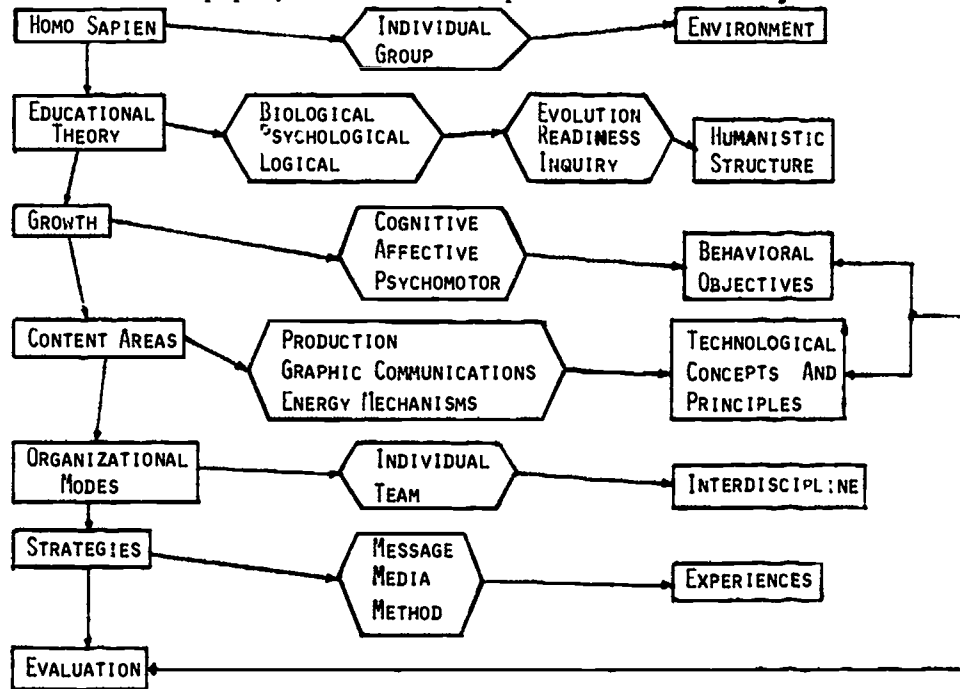 HOMO SAPIEN
INDIVIDUAL
GROUP
ENVIRONMENT
EDUCATIONAL
THEORY
BIOLOGICAL
PSYCHOLOGICAL
LOGICAL
EVOLUTION
READINESS
INQUIRY
HUMANISTIC
STRUCTURE
GROWTH
COGNITIVE
AFFECTIVE
PSYCHOMOTOR
BEHAVIORAL
OBJECTIVES
CONTENT AREAS
PRODUCTION
GRAPHIC COMMUNICATIONS
ENERGY MECHANISMS
TECHNOLOGICAL
CONCEPTS AND
PRINCIPLES
ORGANIZATIONAL
MODES
INDIVIDUAL
TEAM
INTERDISCIPLINE
STRATEGIES
MESSAGE
MEDIA
METHOD
EXPERIENCES
EVALUATION